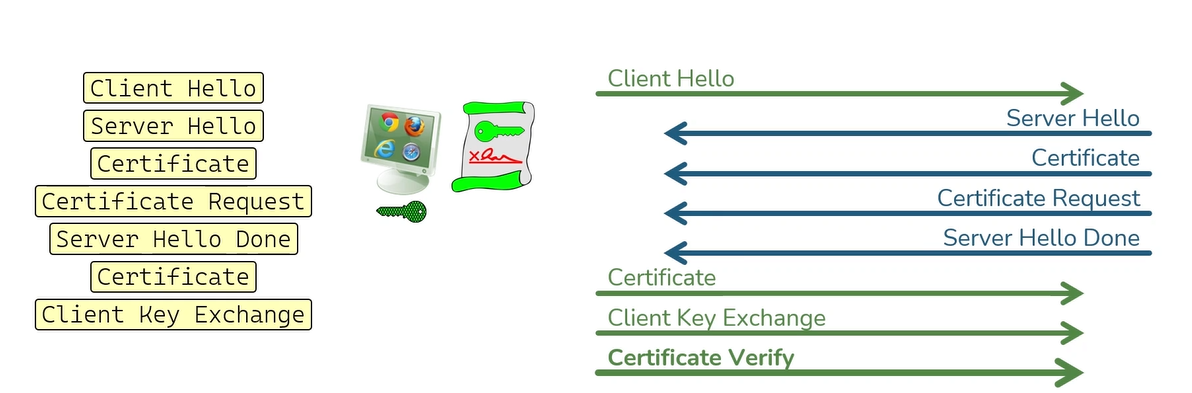 Client Hello
Server Hello
Certificate
Certificate Request
Server Hello Done
Certificate
Client Key Exchange
Client Hello
Server Hello
Certificate
Certificate Request
Server Hello Done
Certificate
Client Key Exchange
Certificate Verify